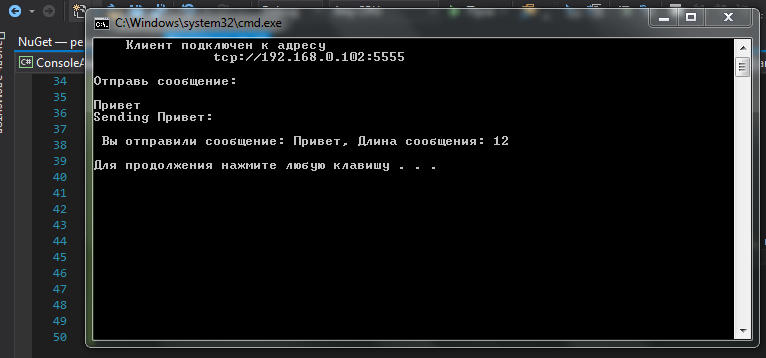 C:\Windows\system32\cmd.exe
NuGet — ре
C# ConsoleA
Клиент подключен к адресу
tcp://192.168.0.102:5555
Отправь сообщение:
Привет
Sending Привет:
Вы отправили сообщение: Привет, Длина сообщения: 12
Для продолжения нажмите любую клавишу . . .
34
35
36
37
38
39
40
41
42
43
44
45
46
47
48
49
50